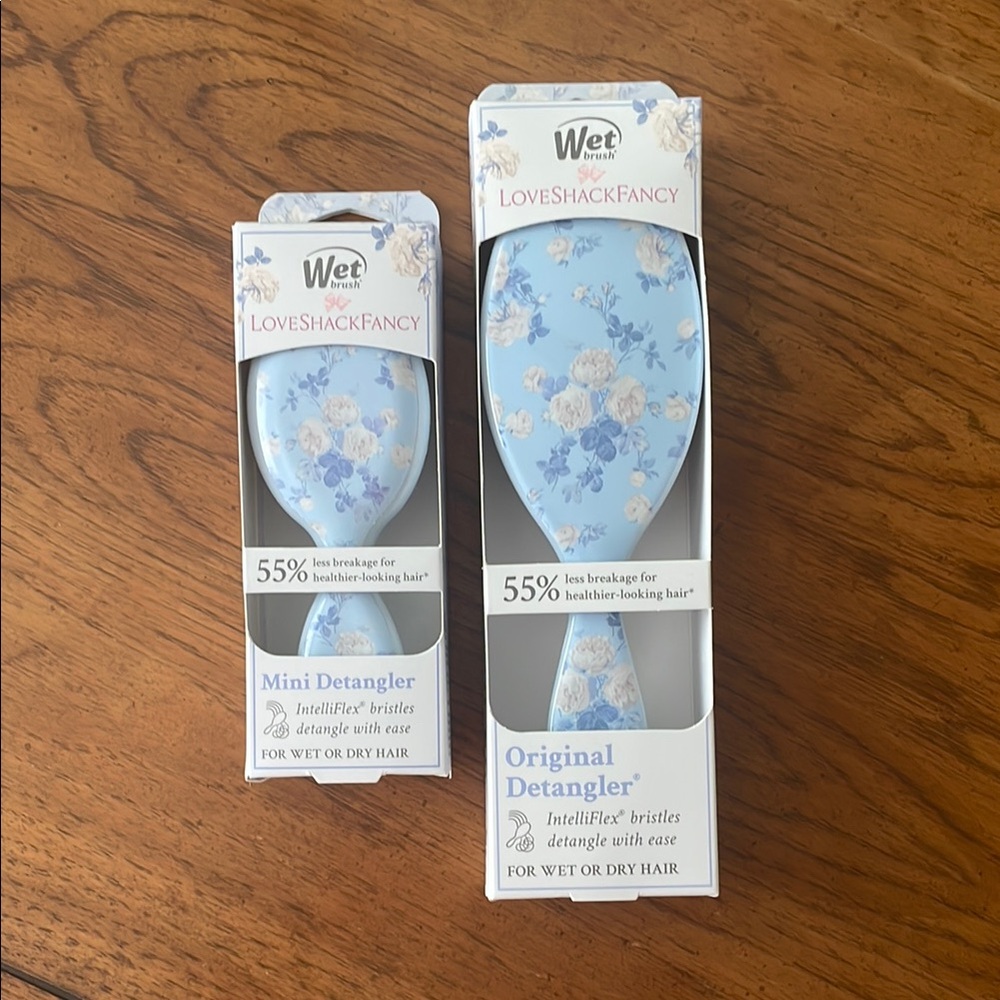 Wet
brush®
LOVESHACKFANCY
55% less breakage for
healthier-looking hair*
Mini Detangler
IntelliFlex® bristles
detangle with ease
FOR WET OR DRY HAIR
Wet
brush®
LOVESHACKFANCY
55% less breakage for
healthier-looking hair*
Original
Detangler®
IntelliFlex® bristles
detangle with ease
FOR WET OR DRY HAIR